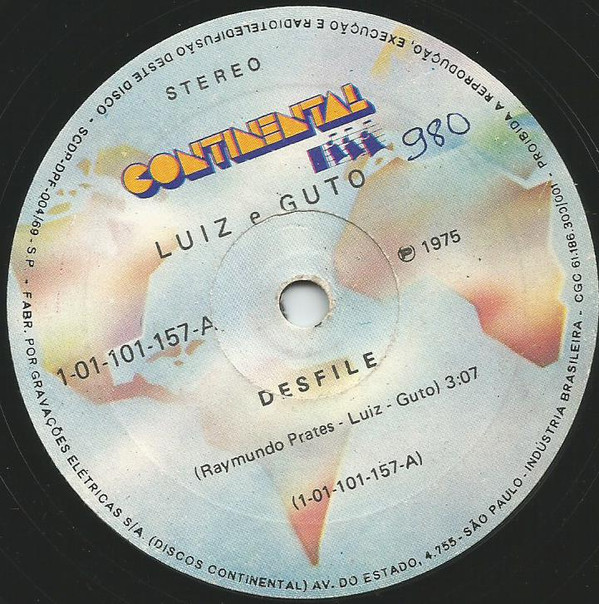 STEREO
CONTINENTAL
980
LUIZ e GUTO
℗ 1975
1-01-101-157-A
DESFILE
(Raymundo Prates - Luiz - Guto) 3:07
(1-01-101-157-A)
FABR. POR GRAVAÇÕES ELÉTRICAS S/A. (DISCOS CONTINENTAL) AV. DO ESTADO, 4.755 - SÃO PAULO - INDÚSTRIA BRASILEIRA - CGC 61.186.300/001 - PROIBIDA A REPRODUÇÃO, EXECUÇÃO E RADIOTELEDIFUSÃO DESTE DISCO - SCDP-DPF-004/69 - S.P. -